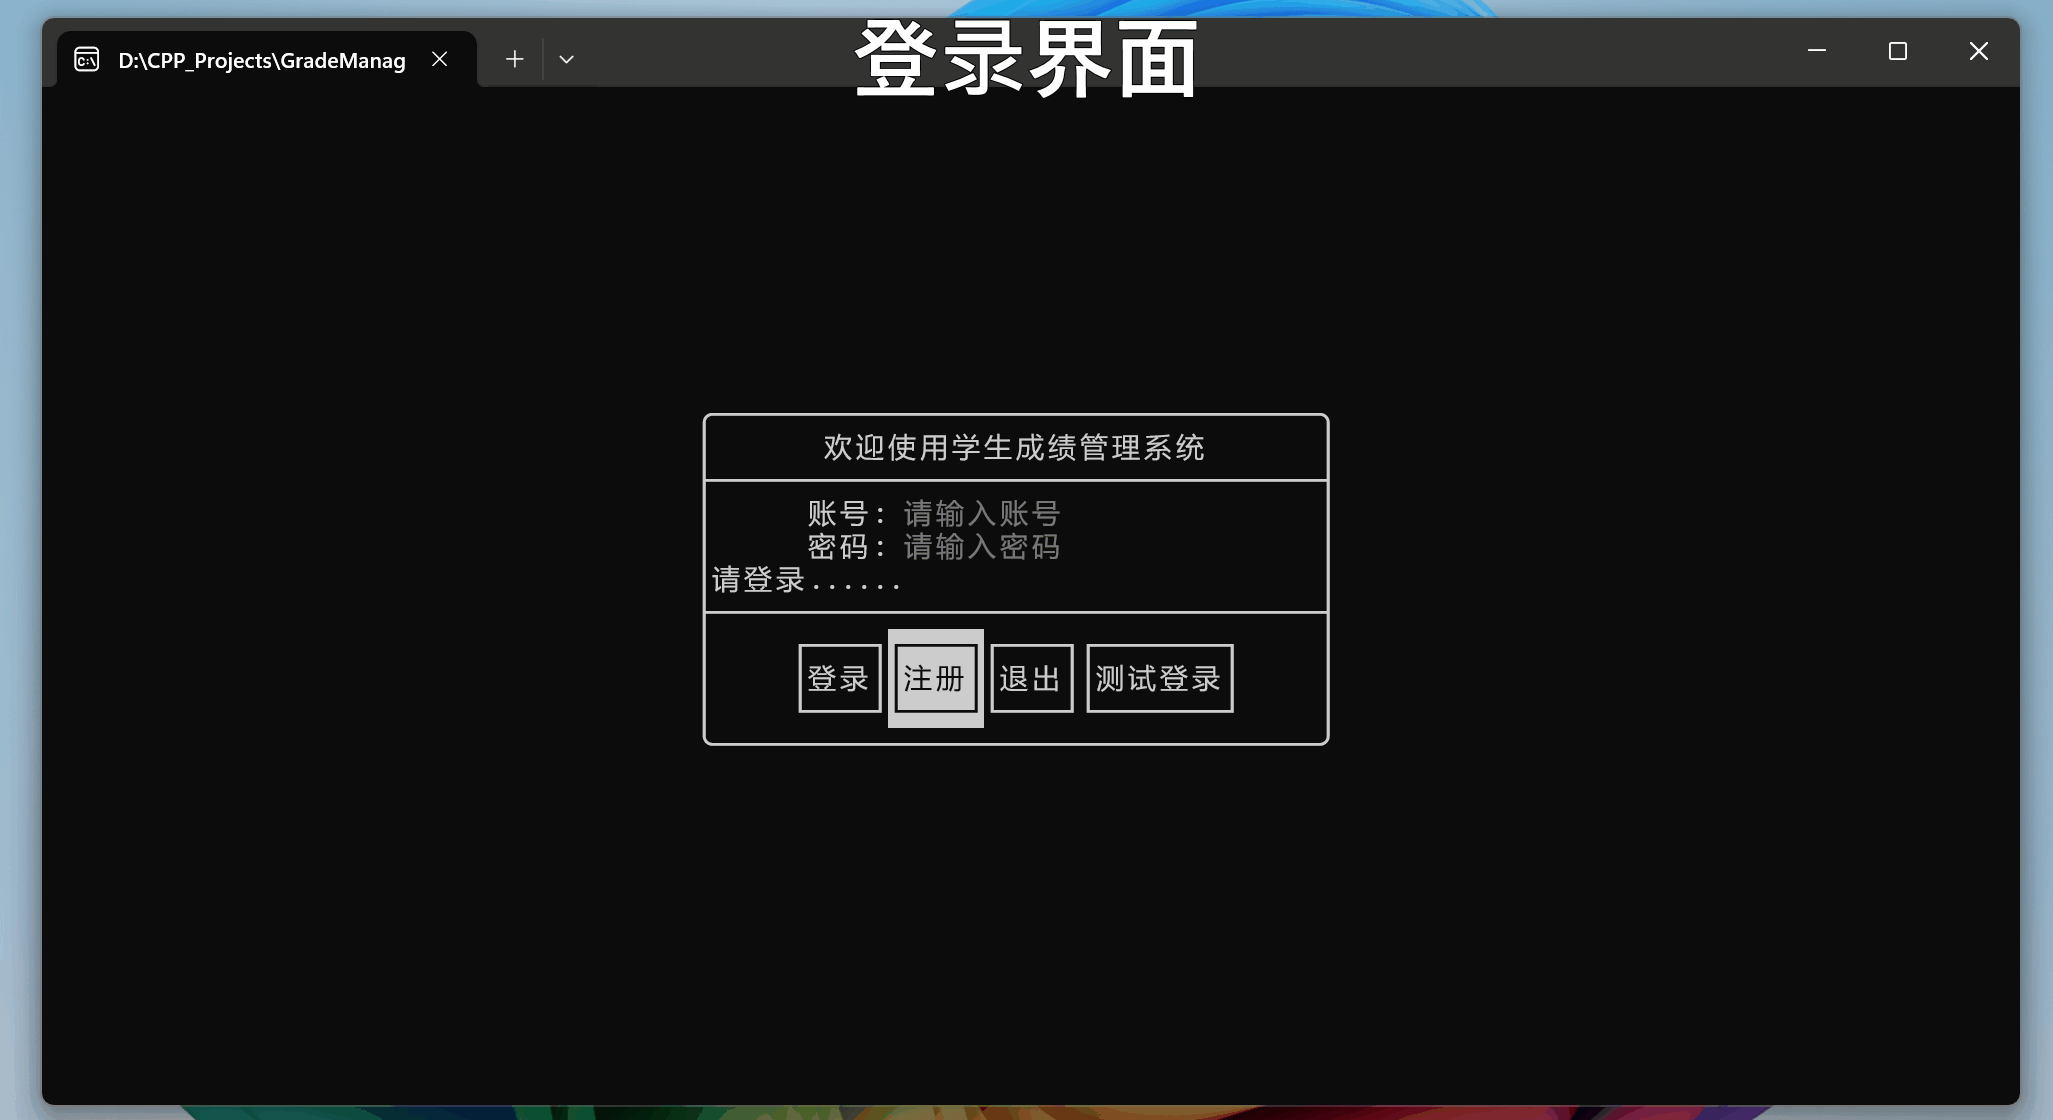 登录界面
D:\CPP_Projects\GradeManag
欢迎使用学生成绩管理系统
账号: 请输入账号
密码: 请输入密码
请登录......
登录 注册 退出 测试登录